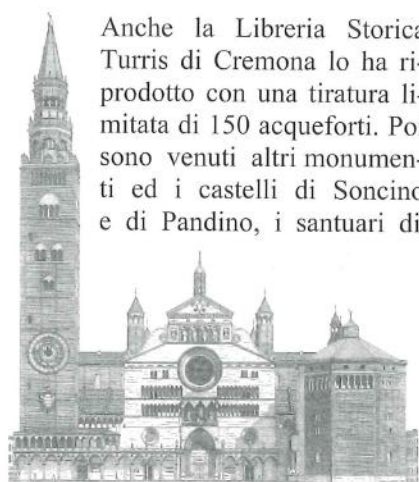 Anche la Libreria Storica
Turris di Cremona lo ha ri-
prodotto con una tiratura li-
mitata di 150 acqueforti. Po
sono venuti altri monumen-
ti ed i castelli di Soncino
e di Pandino, i santuari di